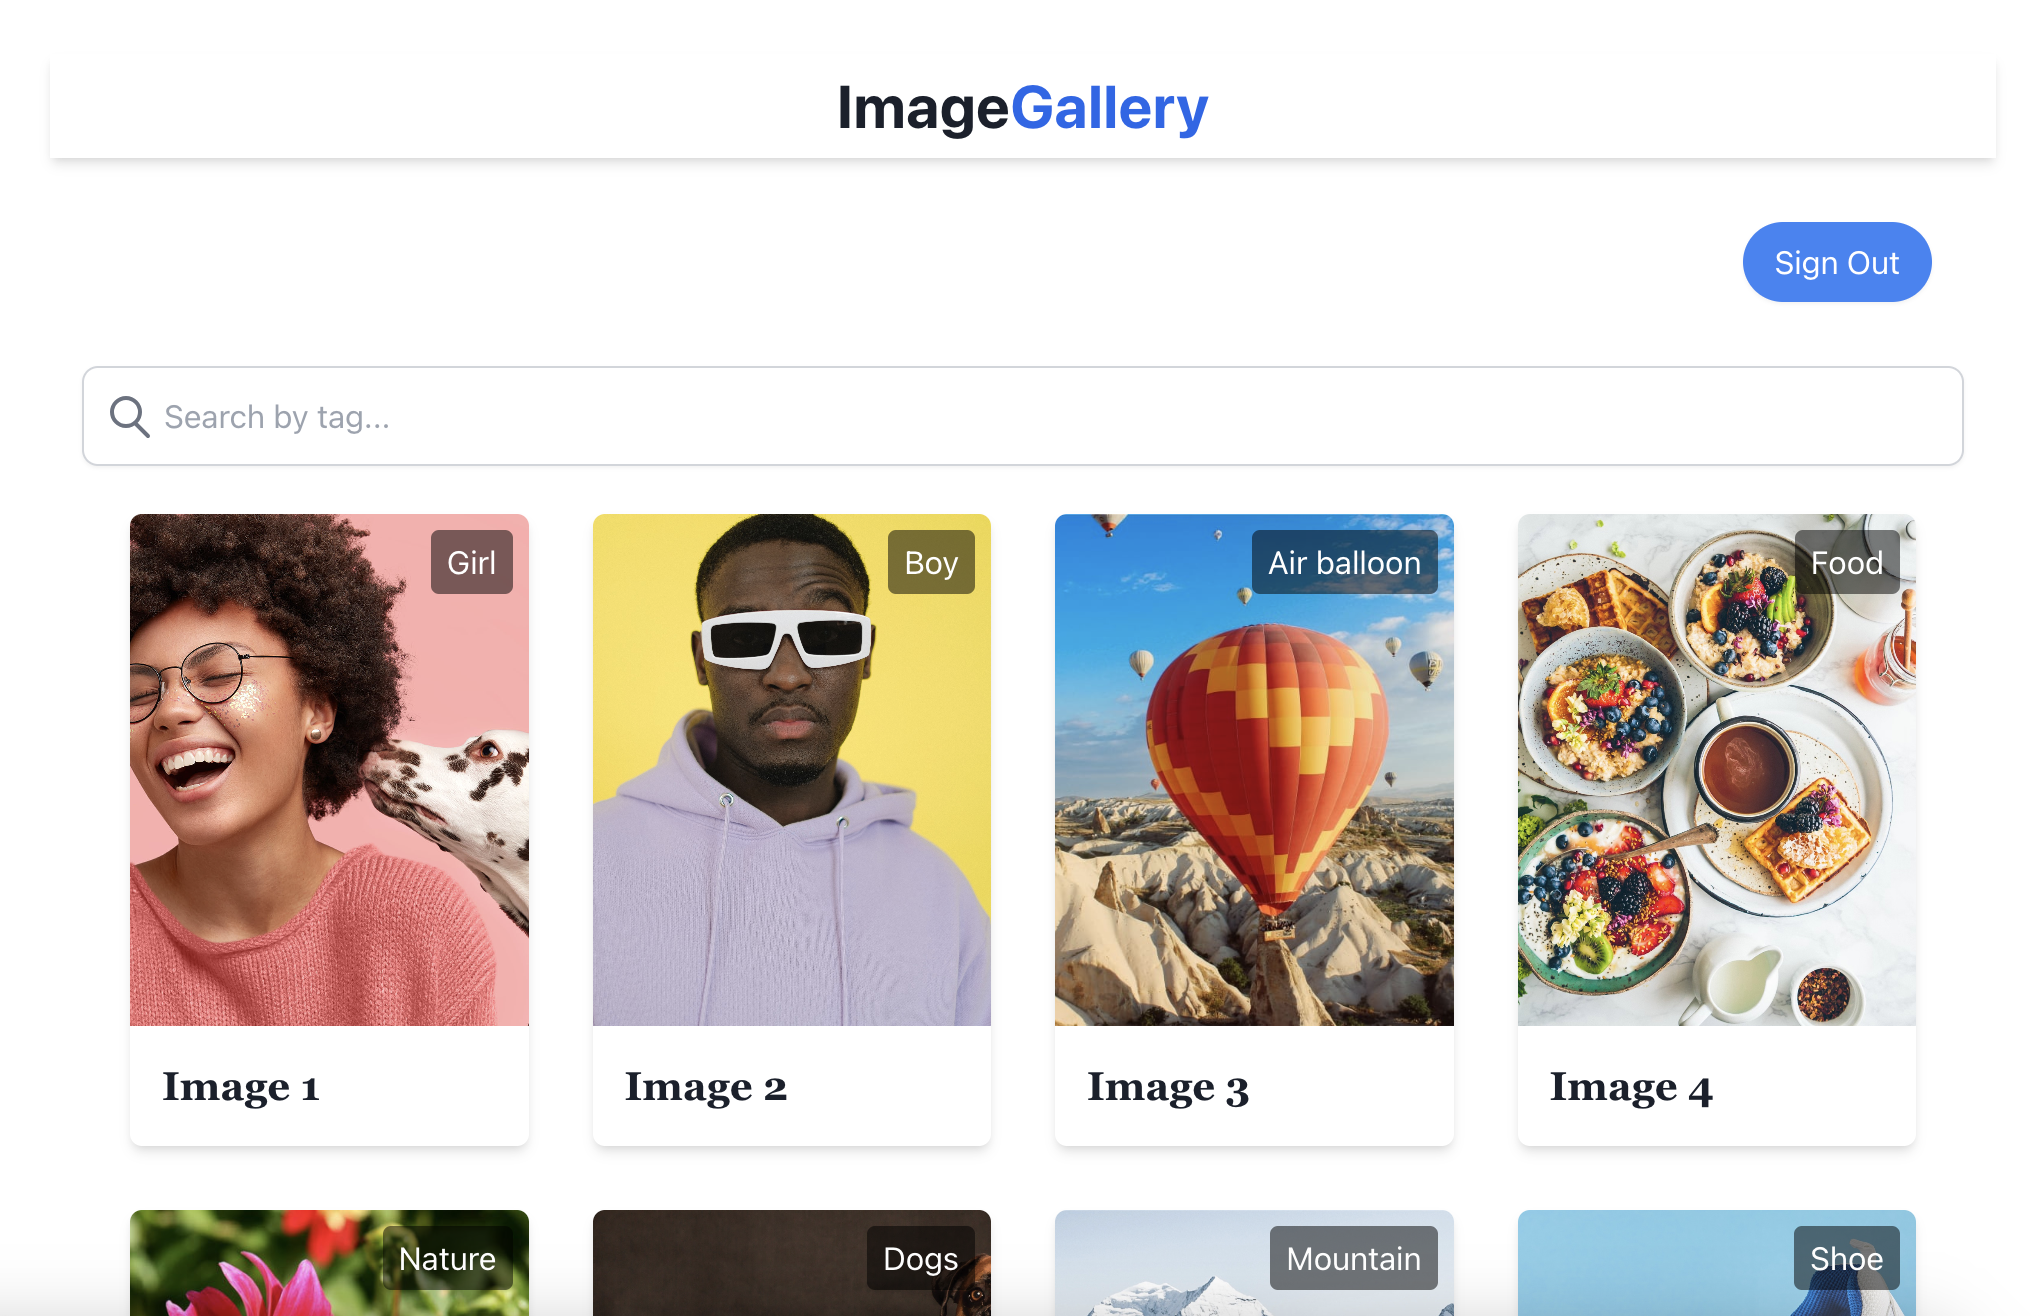 ImageGallery
Sign Out
Search by tag...
Girl
Boy
Air balloon
Food
Image 1
Image 2
Image 3
Image 4
Nature
Dogs
Mountain
Shoe